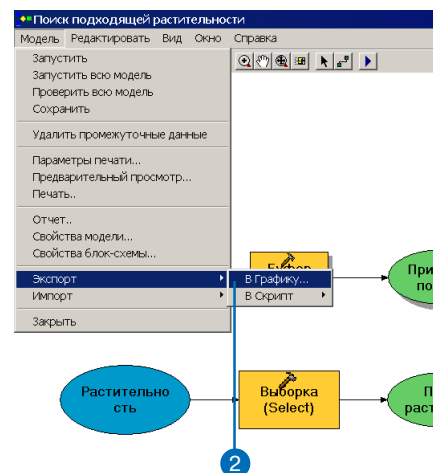 Поиск подходящей растительности
Модель Редактировать Вид Окно Справка
Запустить
Запустить всю модель
Проверить всю модель
Сохранить
Удалить промежуточные данные
Параметры печати...
Предварительный просмотр...
Печать..
Отчет..
Свойства модели...
Свойства блок-схемы...
Экспорт
Импорт
Закрыть
В Графику...
В Скрипт
Растительно
сть
Выборка
(Select)
2